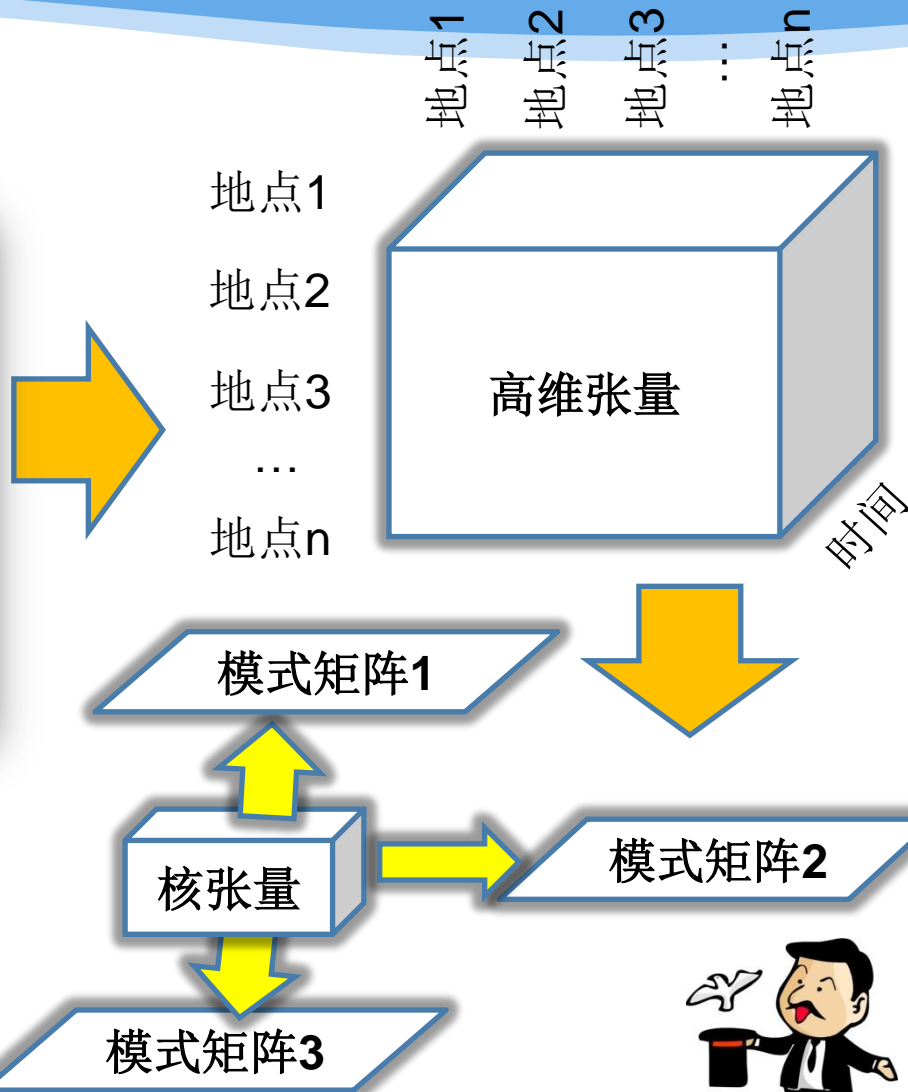 地点1
地点2
地点3
…
地点n
地点1
地点2
地点3
…
地点n
高维张量
时间
模式矩阵1
核张量
模式矩阵2
模式矩阵3